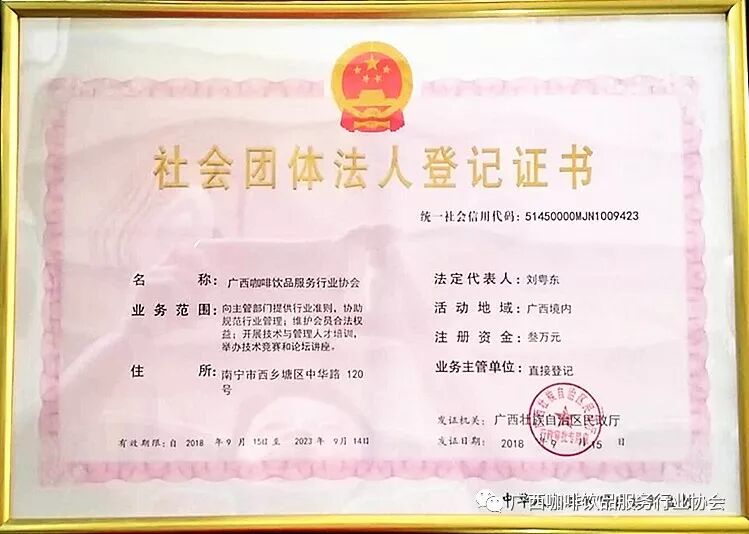 社会团体法人登记证书
统一社会信用代码：51450000MJN1009423
名称：广西咖啡饮品服务行业协会
业务范围：向主管部门提供行业准则，协助
规范行业管理；维护会员合法权
益；开展技术与管理人才培训，
举办技术竞赛和论坛讲座。
住所：南宁市西乡塘区中华路 120
号
法定代表人：刘粤东
活动地域：广西境内
注册资金：叁万元
业务主管单位：直接登记
发证机关：广西壮族自治区民政厅
发证日期：2018 年 9 月 15日
有效期限：自 2018 年 9 月 15日至 2023 年 9 月 14日
中华
广西咖啡饮品服务行业协会